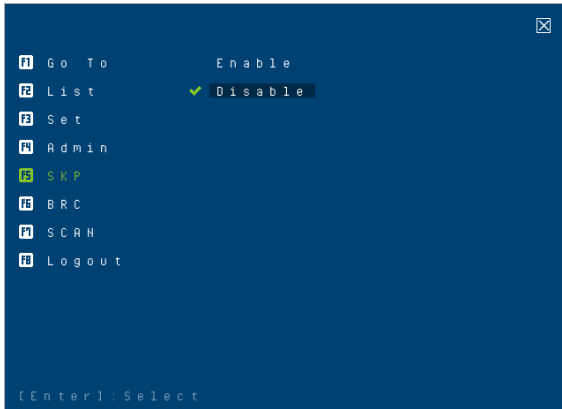 F1 Go To Enable
F2 List Disable
F3 Set
F4 Admin
F5 SKP
F6 BRC
F7 SCAN
F8 Logout
[Enter]:Select